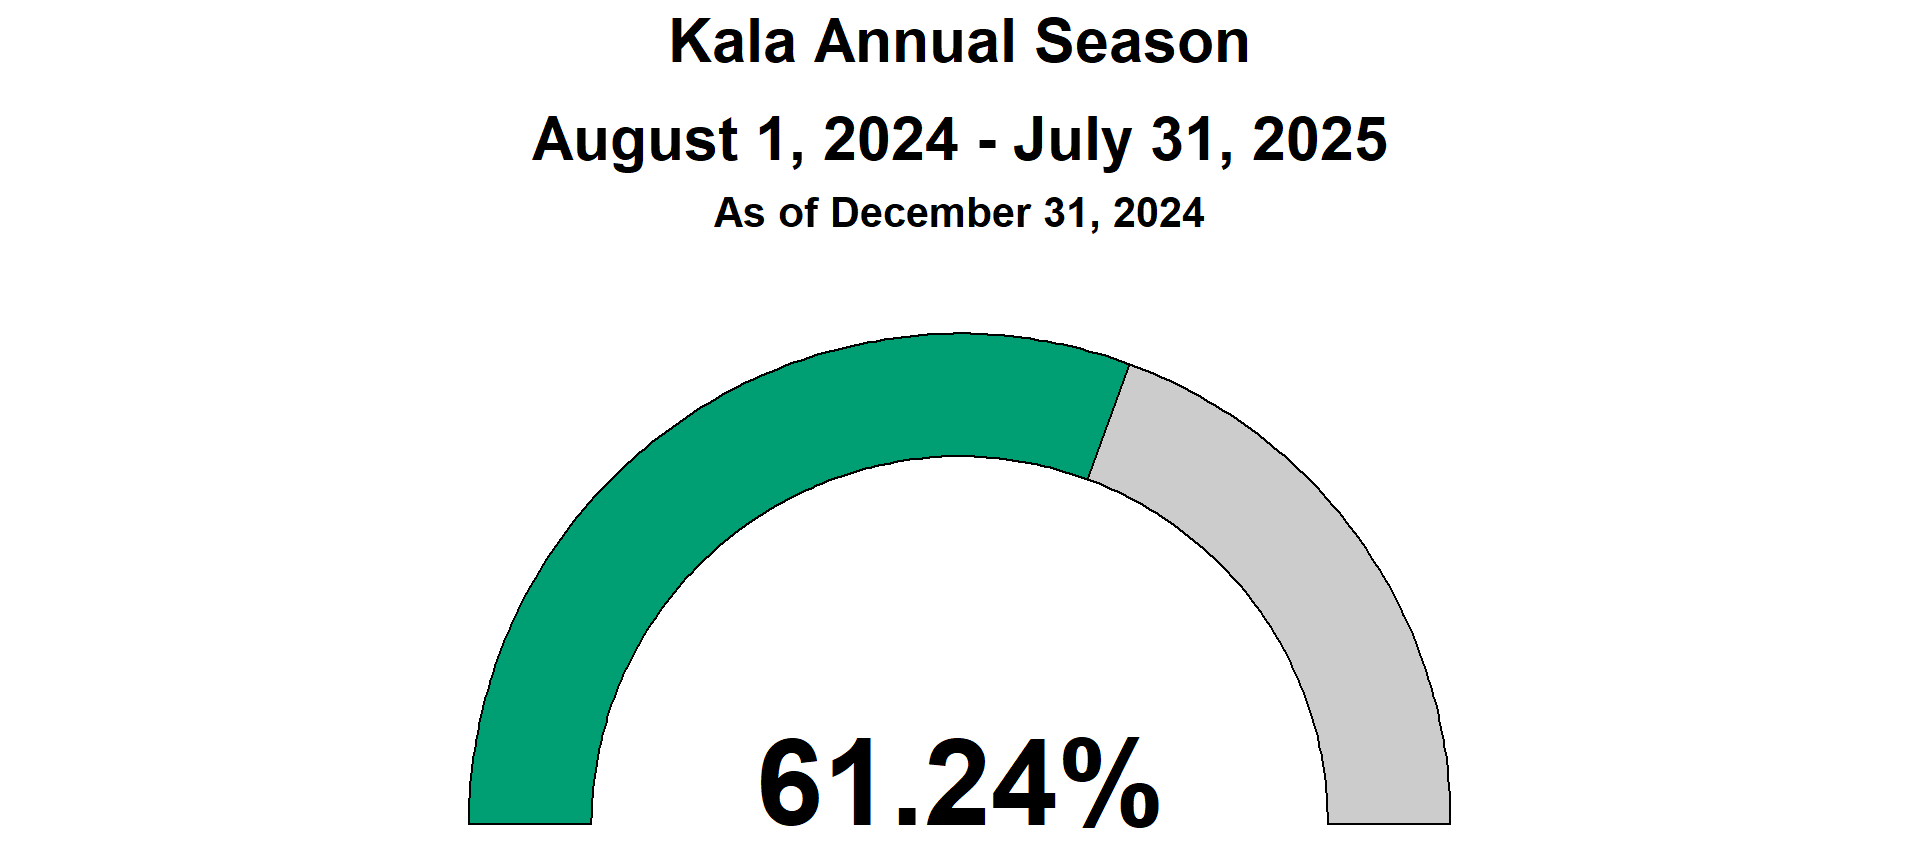 Kala Annual Season
August 1, 2024 - July 31, 2025
As of December 31, 2024
61.24%